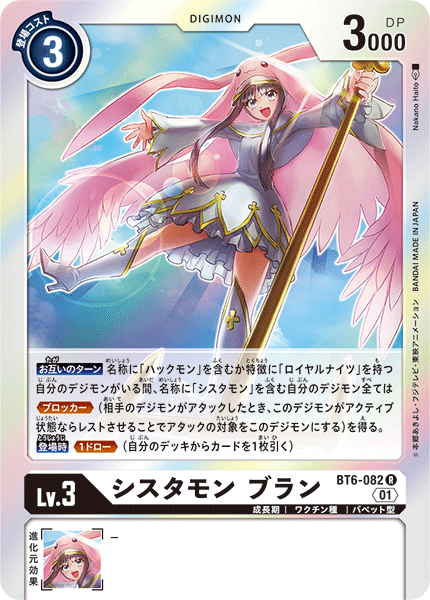 登場コスト
3
DIGIMON
DP
3000
Nakano Haito
©本郷あきよし・フジテレビ・東映アニメーション BANDAI MADE IN JAPAN
お互いのターン 名称に「ハックモン」を含むか特徴に「ロイヤルナイツ」を持つ
自分のデジモンがいる間、名称に「シスタモン」を含む自分のデジモン全ては
ブロッカー (相手のデジモンがアタックしたとき、このデジモンがアクティブ
状態ならレストさせることでアタックの対象をこのデジモンにする)を得る。
登場時 1ドロー (自分のデッキからカードを1枚引く)
Lv.3
シスタモン ブラン
BT6-082 R
01
成長期 | ワクチン種 | パペット型
進化元効果
–